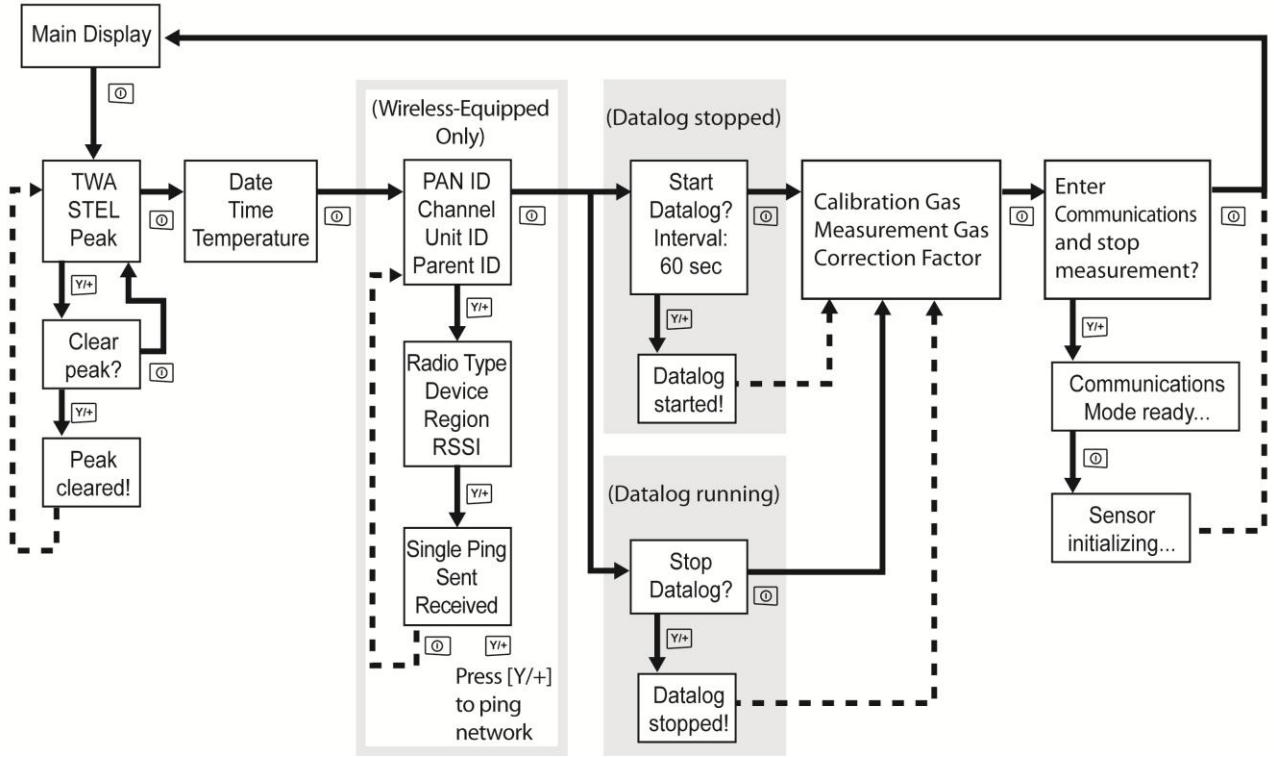 Main Display
TWA
STEL
Peak
Y/+
Clear
peak?
Y/+
Peak
cleared!
Date
Time
Temperature
(Wireless-Equipped
Only)
PAN ID
Channel
Unit ID
Parent ID
Y/+
Radio Type
Device
Region
RSSI
Y/+
Single Ping
Sent
Received
Y/+
Press [Y/+]
to ping
network
(Datalog stopped)
Start
Datalog?
Interval:
60 sec
Y/+
Datalog
started!
(Datalog running)
Stop
Datalog?
Y/+
Datalog
stopped!
Calibration Gas
Measurement Gas
Correction Factor
Enter
Communications
and stop
measurement?
Y/+
Communications
Mode ready...
Sensor
initializing...